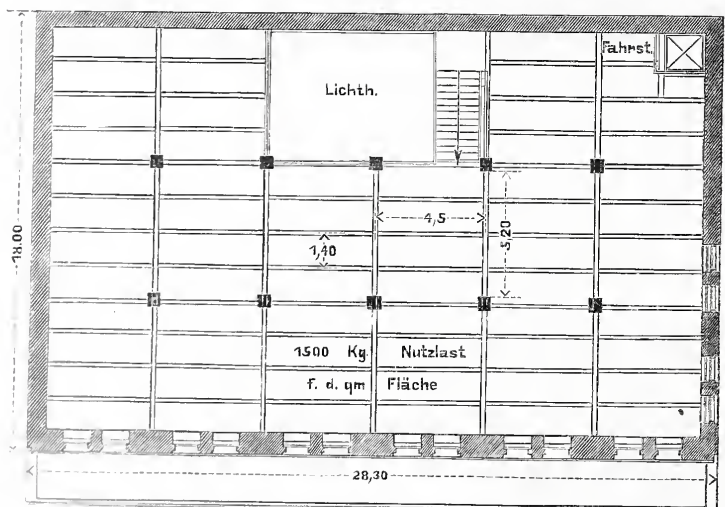 Fahrst.
Lichth.
18.00
4,5
5,20
1,40
1500 Kg. Nutzlast
f. d. qm Fläche
28,30